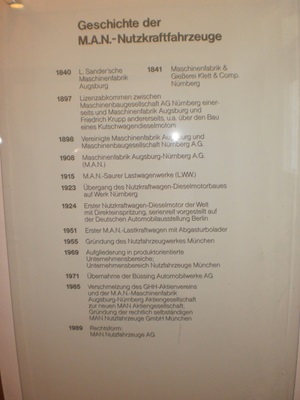 Geschichte der
M.A.N.-Nutzkraftfahrzeuge
1840 L. Sander'sche
Maschinenfabrik
Augsburg
1841 Maschinenfabrik &
Gießerei Klett & Comp.
Nürnberg
1897 Lizenzabkommen zwischen
Maschinenbaugesellschaft AG Nürnberg einer-
seits und Maschinenfabrik Augsburg und
Friedrich Krupp andererseits, u.a. über den Bau
eines Kutschwagendieselmotors
1898 Vereinigte Maschinenfabrik Augsburg und
Maschinenbaugesellschaft Nürnberg A.G.
1908 Maschinenfabrik Augsburg-Nürnberg A.G.
(M.A.N.)
1915 M.A.N.-Saurer Lastwagenwerke (LWW)
1923 Übergang des Nutzkraftwagen-Dieselmotorbaues
auf Werk Nürnberg
1924 Erster Nutzkraftwagen-Dieselmotor der Welt
mit Direkteinspritzung, serienreif vorgestellt auf
der Deutschen Automobilausstellung Berlin
1951 Erster M.A.N.-Lastkraftwagen mit Abgasturbolader
1955 Gründung des Nutzfahrzeugwerkes München
1969 Aufgliederung in produktorientierte
Unternehmensbereiche;
Unternehmensbereich Nutzfahrzeuge München
1971 Übernahme der Büssing Automobilwerke AG
1985 Verschmelzung des GHH-Aktienvereins
und der M.A.N.-Maschinenfabrik
Augsburg-Nürnberg Aktiengesellschaft
zur neuen MAN Aktiengesellschaft;
Gründung der rechtlich selbständigen
MAN Nutzfahrzeuge GmbH München
1989 Rechtsform:
MAN Nutzfahrzeuge AG